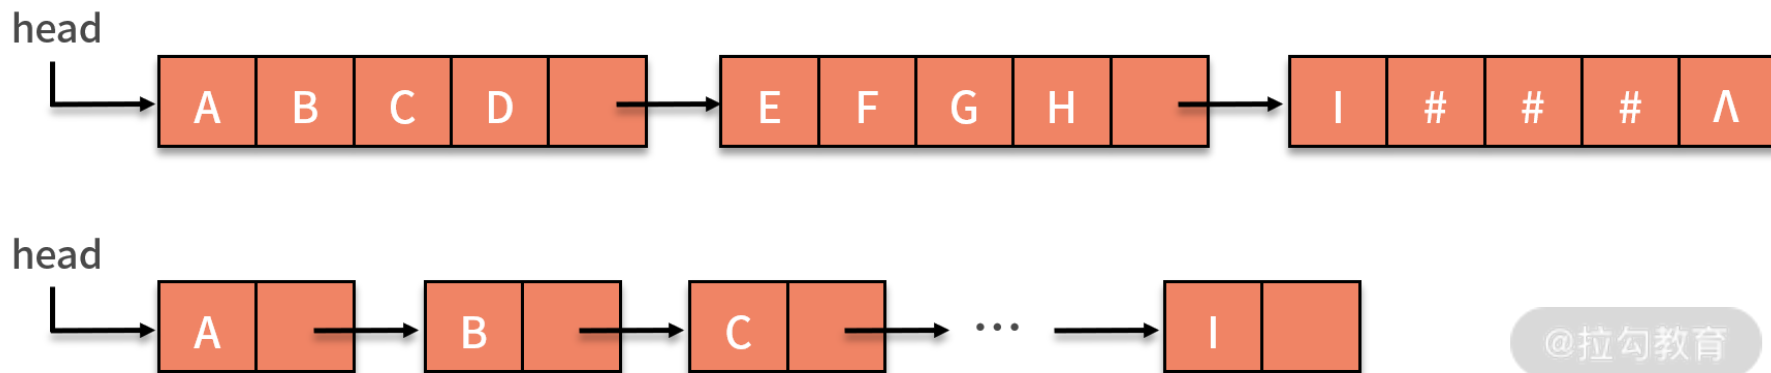 head
A B C D E F G H I # # # Λ
head
A B C ... I
@拉勾教育